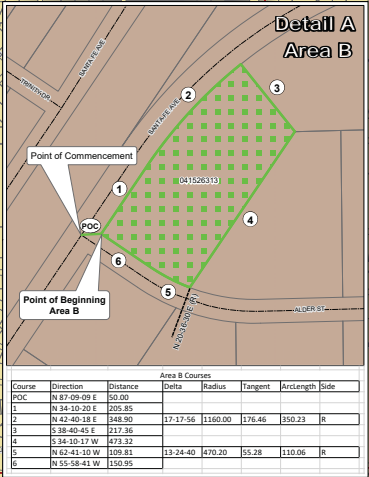 Detail A
Area B
TRINITY DR.
SANTA FE AVE
SANTA FE AVE
2
3
Point of Commencement
1
041526313
4
POC
6
Point of Beginning
Area B
5
N 20-36-30 E (R)
ALDER ST.
Area B Courses
Course Direction Distance Delta Radius Tangent ArcLength Side
POC N 87-09-09 E 50.00
1 N 34-10-20 E 205.85
2 N 42-40-18 E 348.90 17-17-56 1160.00 176.46 350.23 R
3 S 38-40-45 E 217.36
4 S 34-10-17 W 473.32
5 N 62-41-10 W 109.81 13-24-40 470.20 55.28 110.06 R
6 N 55-58-41 W 150.95